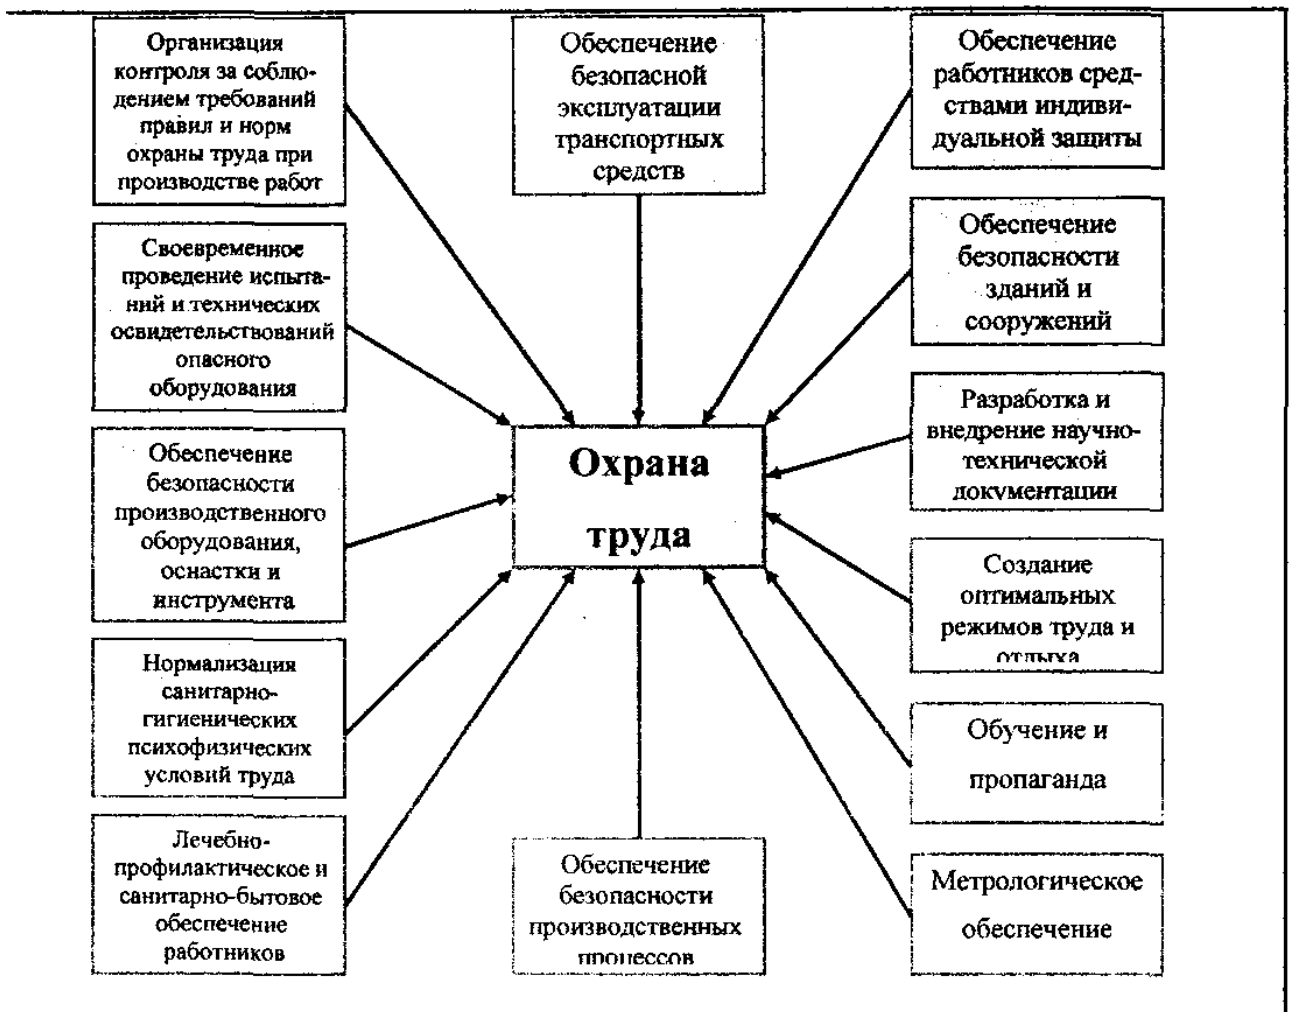 Организация
контроля за соблю-
дением требований
правил и норм
охраны труда при
производстве работ
Обеспечение
безопасной
эксплуатации
транспортных
средств
Обеспечение
работников сред-
ствами индиви-
дуальной защиты
Своевременное
проведение испыта-
ний и технических
освидетельствований
опасного
оборудования
Обеспечение
безопасности
зданий и
сооружений
Обеспечение
безопасности
производственного
оборудования,
оснастки и
инструмента
Охрана
труда
Разработка и
внедрение научно-
технической
документации
Создание
оптимальных
режимов труда и
отдыха
Нормализация
санитарно-
гигиенических
психофизических
условий труда
Обучение и
пропаганда
Лечебно-
профилактическое и
санитарно-бытовое
обеспечение
работников
Обеспечение
безопасности
производственных
процессов
Метрологическое
обеспечение